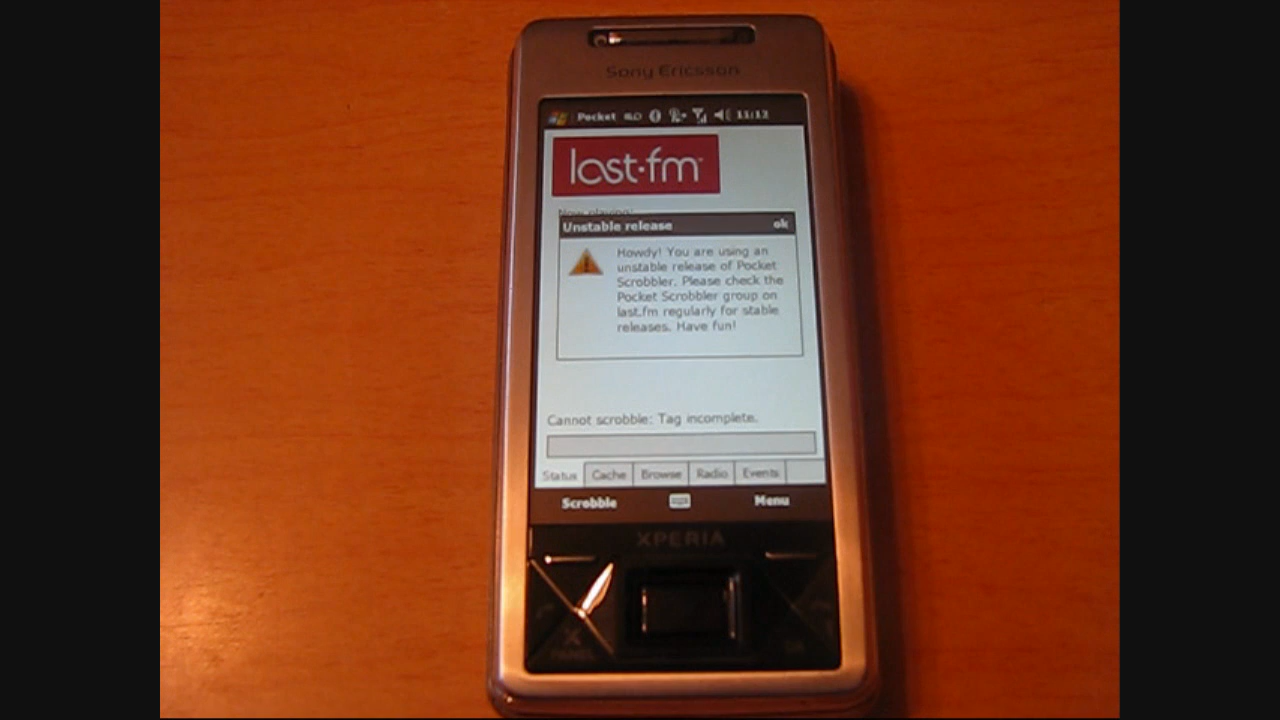 Sony Ericsson
Pocket 11:12
last.fm
Now playing:
Unstable release ok
Howdy! You are using an
unstable release of Pocket
Scrobbler. Please check the
Pocket Scrobbler group on
last.fm regularly for stable
releases. Have fun!
Cannot scrobble: Tag incomplete.
Status Cache Browse Radio Events
Scrobble Menu
XPERIA